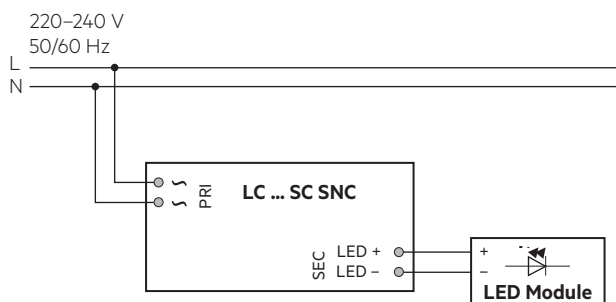 220–240 V
50/60 Hz
L
N
~
~
PRI
LC ... SC SNC
SEC
LED +
LED –
+
–
LED Module